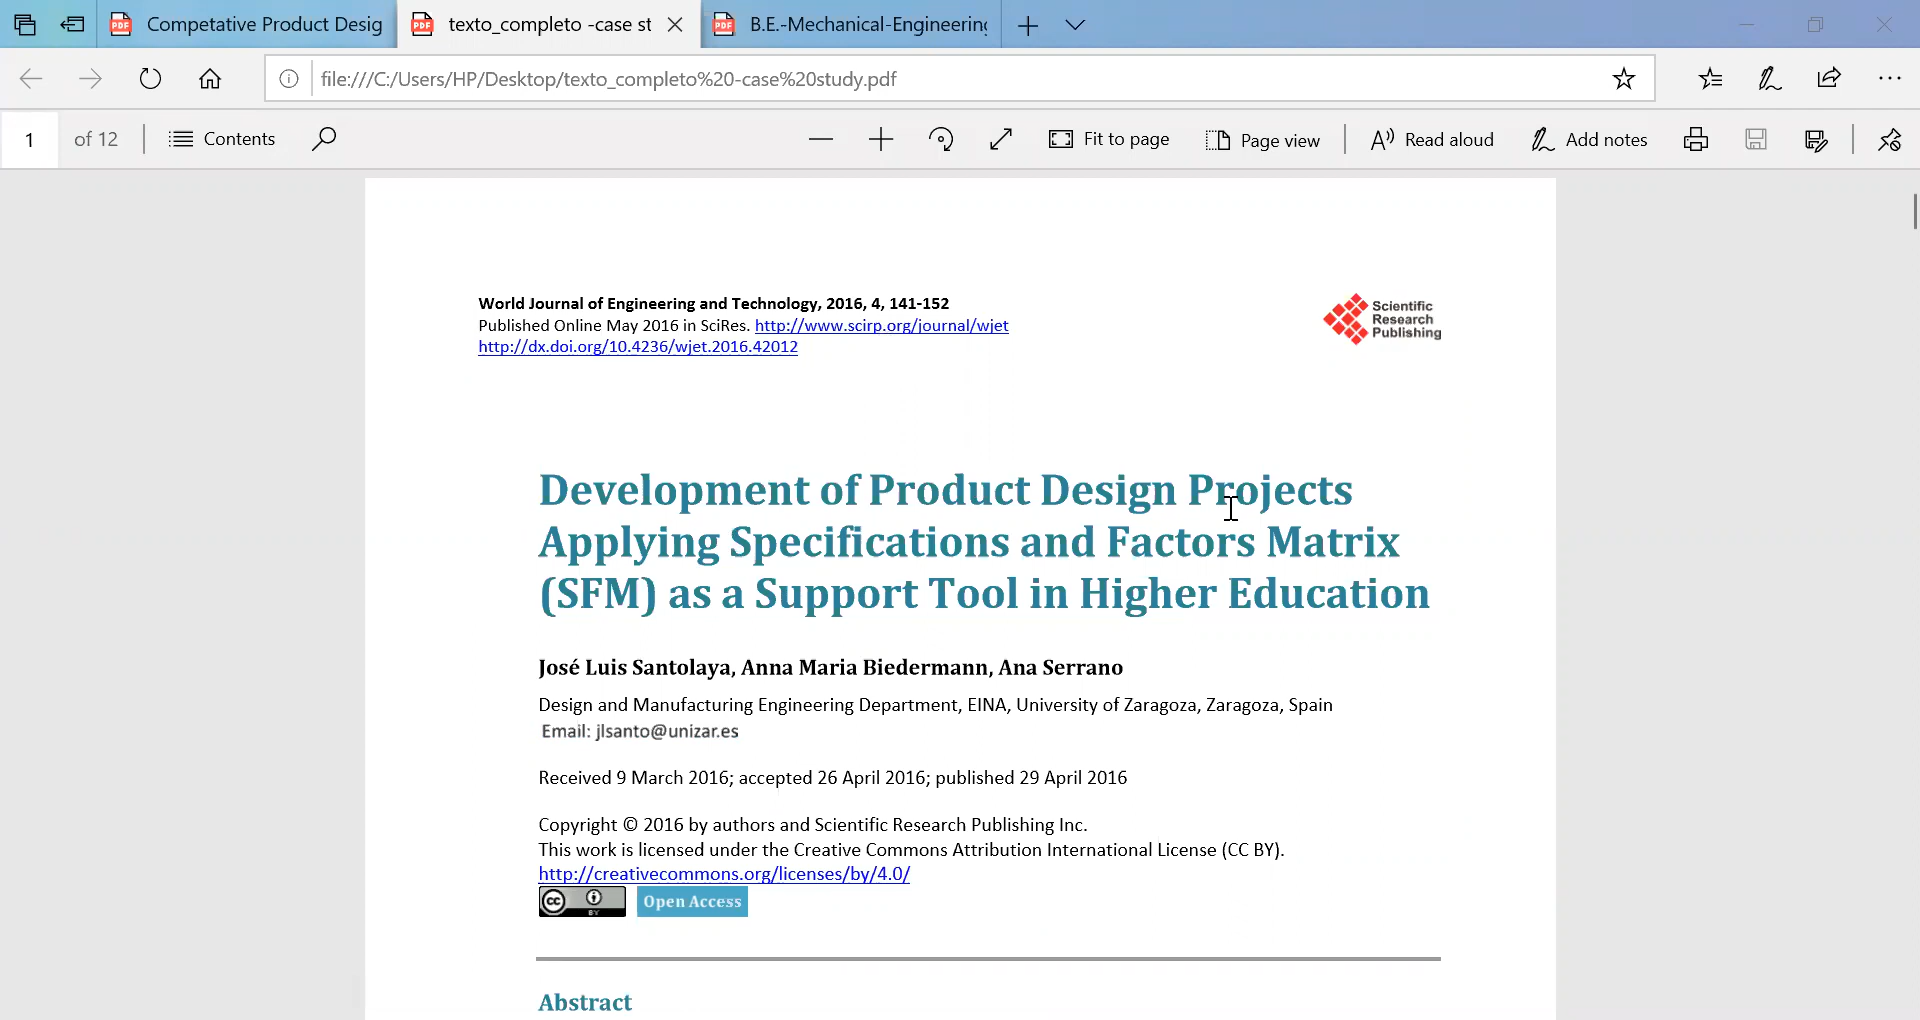 Competative Product Desig
texto_completo -case st
B.E.-Mechanical-Engineering
file:///C:/Users/HP/Desktop/texto_completo%20-case%20study.pdf
1 of 12 Contents Fit to page Page view Read aloud Add notes
World Journal of Engineering and Technology, 2016, 4, 141-152
Published Online May 2016 in SciRes. http://www.scirp.org/journal/wjet
http://dx.doi.org/10.4236/wjet.2016.42012
Scientific
Research
Publishing
Development of Product Design Projects
Applying Specifications and Factors Matrix
(SFM) as a Support Tool in Higher Education
José Luis Santolaya, Anna Maria Biedermann, Ana Serrano
Design and Manufacturing Engineering Department, EINA, University of Zaragoza, Zaragoza, Spain
Email: jlsanto@unizar.es
Received 9 March 2016; accepted 26 April 2016; published 29 April 2016
Copyright © 2016 by authors and Scientific Research Publishing Inc.
This work is licensed under the Creative Commons Attribution International License (CC BY).
http://creativecommons.org/licenses/by/4.0/
cc BY Open Access
Abstract